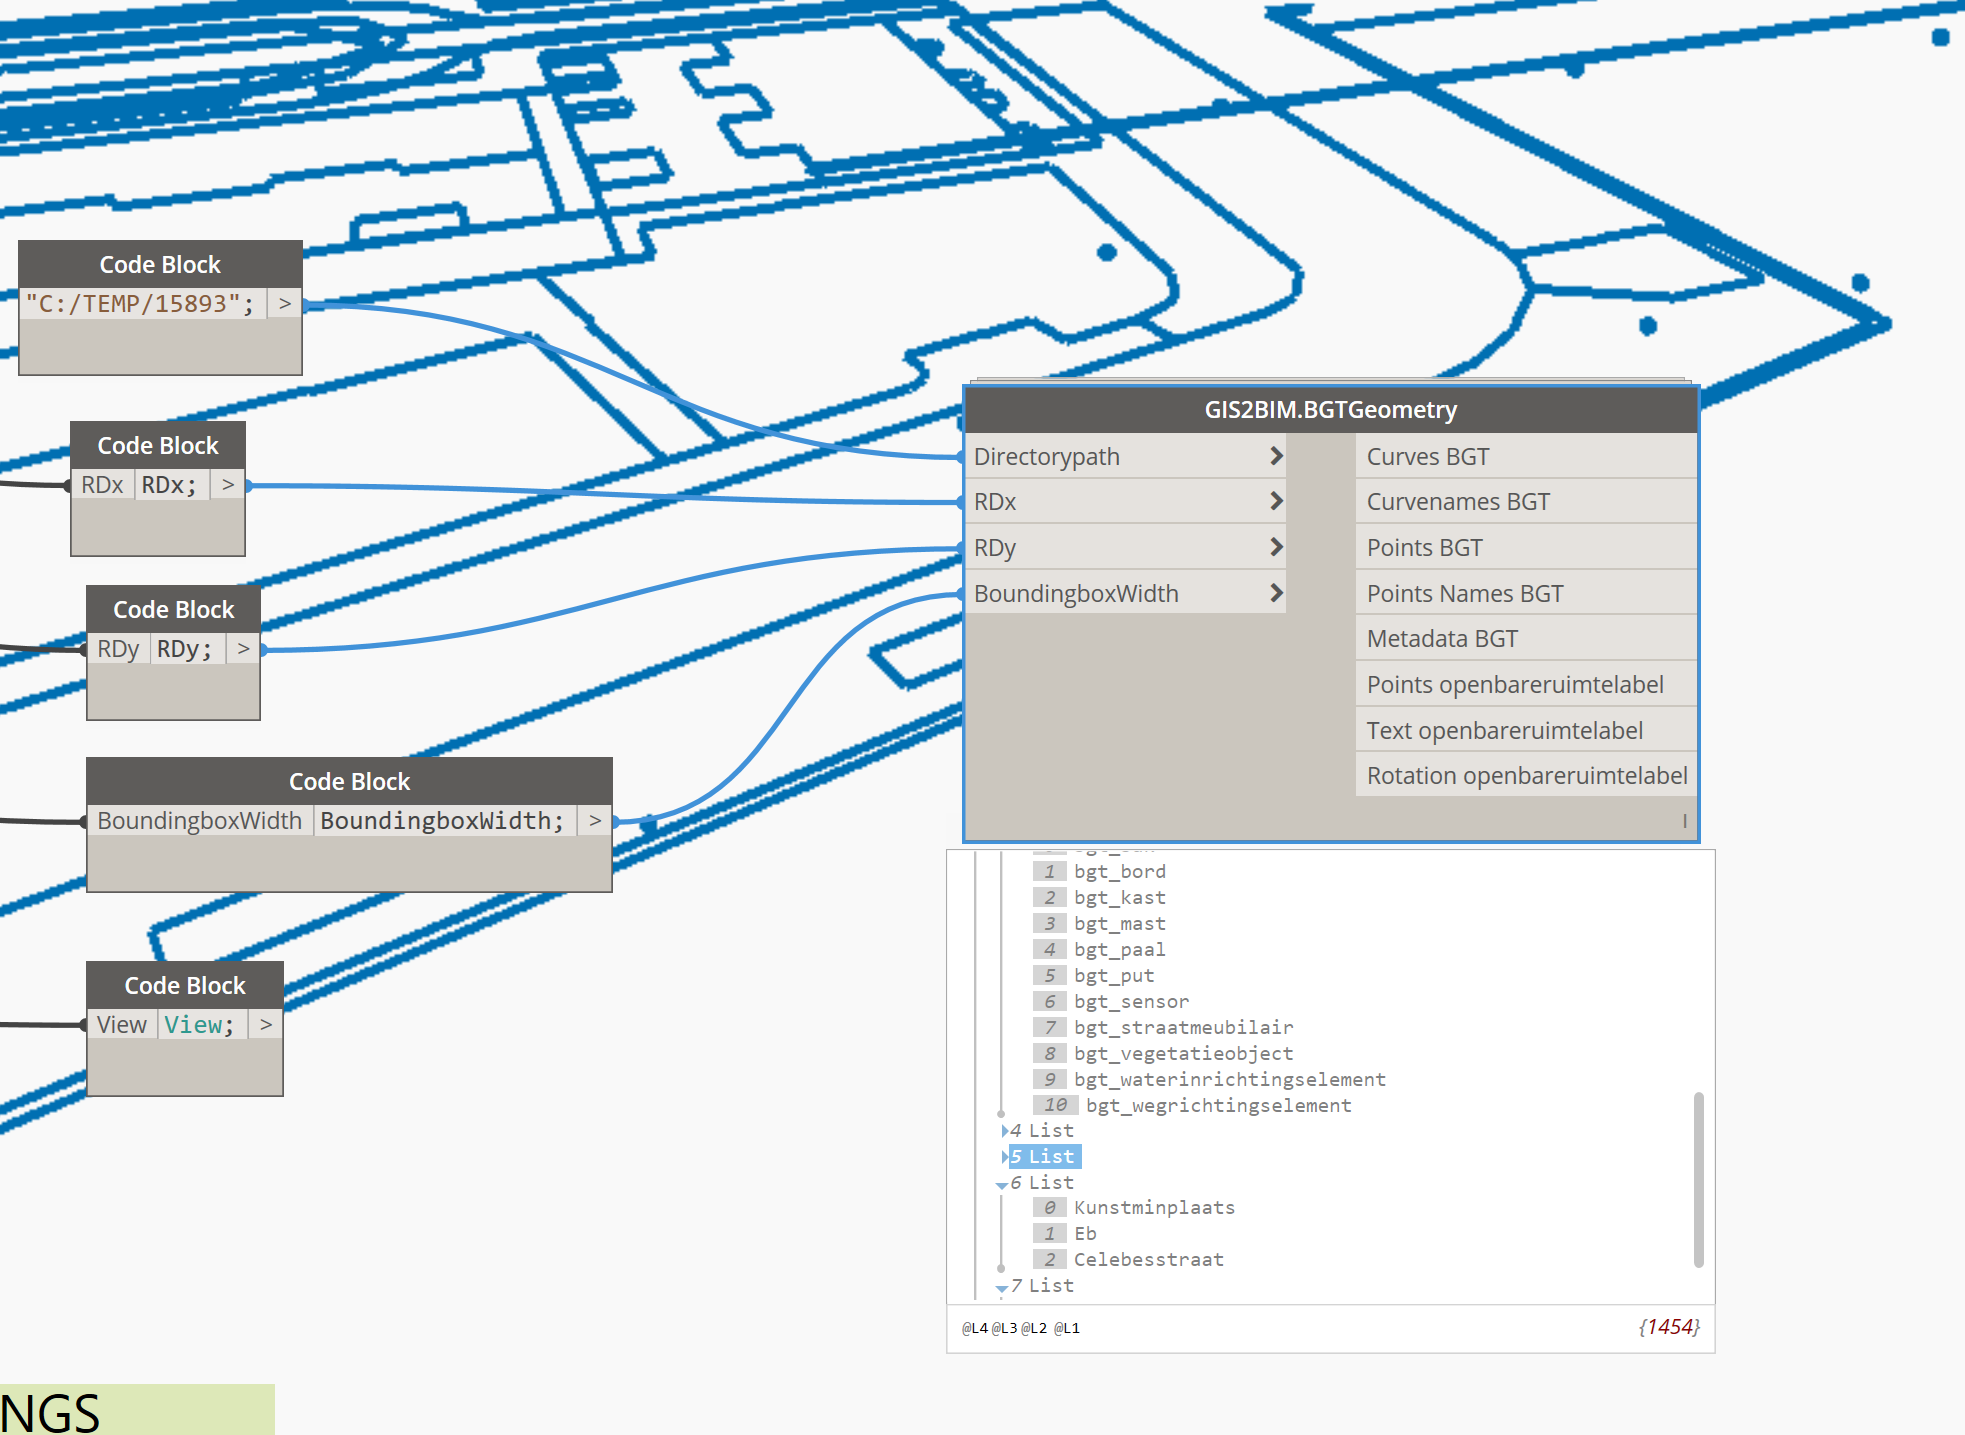 Code Block
"C:/TEMP/15893"; >
Code Block
RDx RDx; >
Code Block
RDy RDy; >
Code Block
BoundingboxWidth BoundingboxWidth; >
Code Block
View View; >
GIS2BIM.BGTGeometry
Directorypath > Curves BGT
RDx > Curvenames BGT
RDy > Points BGT
BoundingboxWidth > Points Names BGT
Metadata BGT
Points openbareruimtelabel
Text openbareruimtelabel
Rotation openbareruimtelabel
l
1 bgt_bord
2 bgt_kast
3 bgt_mast
4 bgt_paal
5 bgt_put
6 bgt_sensor
7 bgt_straatmeubilair
8 bgt_vegetatieobject
9 bgt_waterinrichtingselement
10 bgt_wegrichtingselement
4 List
5 List
6 List
0 Kunstminplaats
1 Eb
2 Celebesstraat
7 List
@L4 @L3 @L2 @L1 {1454}
NGS